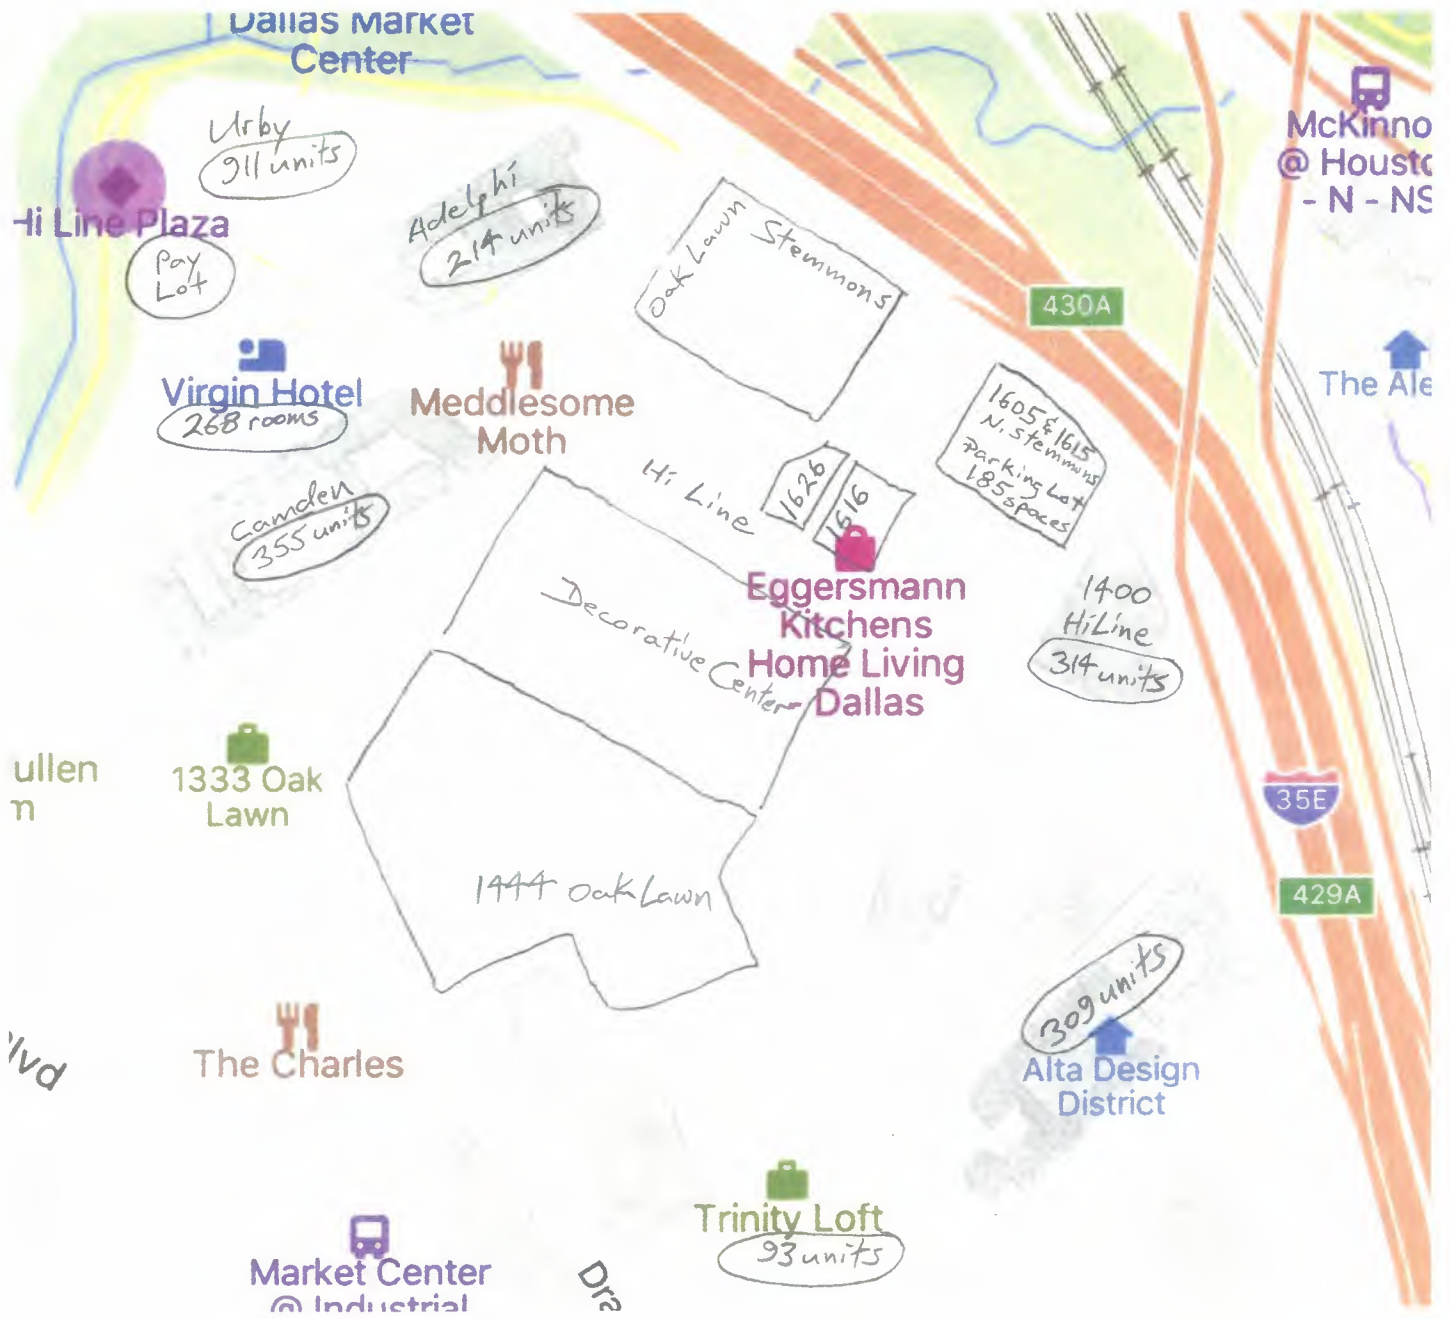 Dallas Market
Center
Urby
911 units
Hi Line Plaza
Pay
Lot
Adelphi
214 units
Oak Lawn
Stemmons
430A
McKinno
@ Housto
- N - NS
Virgin Hotel
268 rooms
Meddlesome
Moth
The Ale
1605 & 1615
N. Stemmons
Parking Lot
185 spaces
Hi Line
1626
1616
Camden
355 units
Eggersmann
Kitchens
Home Living
Dallas
Decorative Center
1400
HiLine
314 units
ullen
n
1333 Oak
Lawn
35E
1444 Oak Lawn
429A
309 units
Alta Design
District
The Charles
lvd
Trinity Loft
93 units
Market Center
@ Industrial
Dra